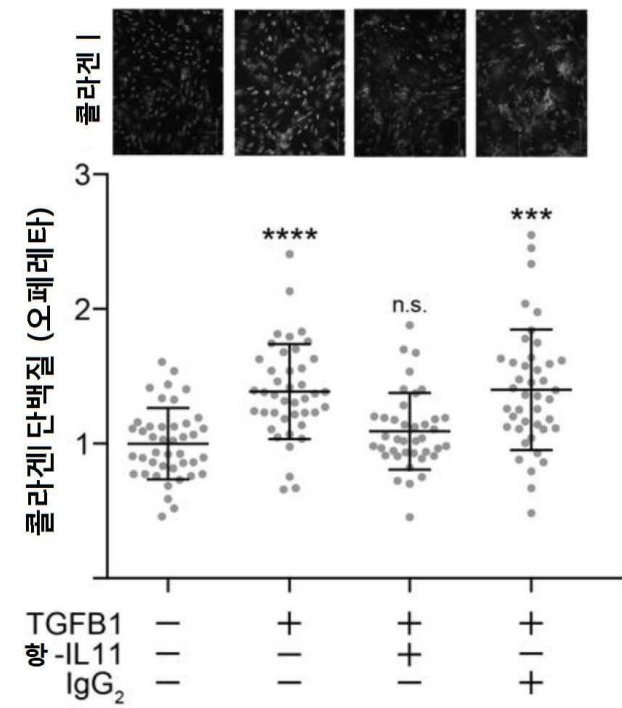 콜라겐 I
콜라겐I 단백질 (오페레타)
3
2
1
****
n.s.
***
TGFB1 − + + +
항-IL11 − − + −
IgG2 − − − +